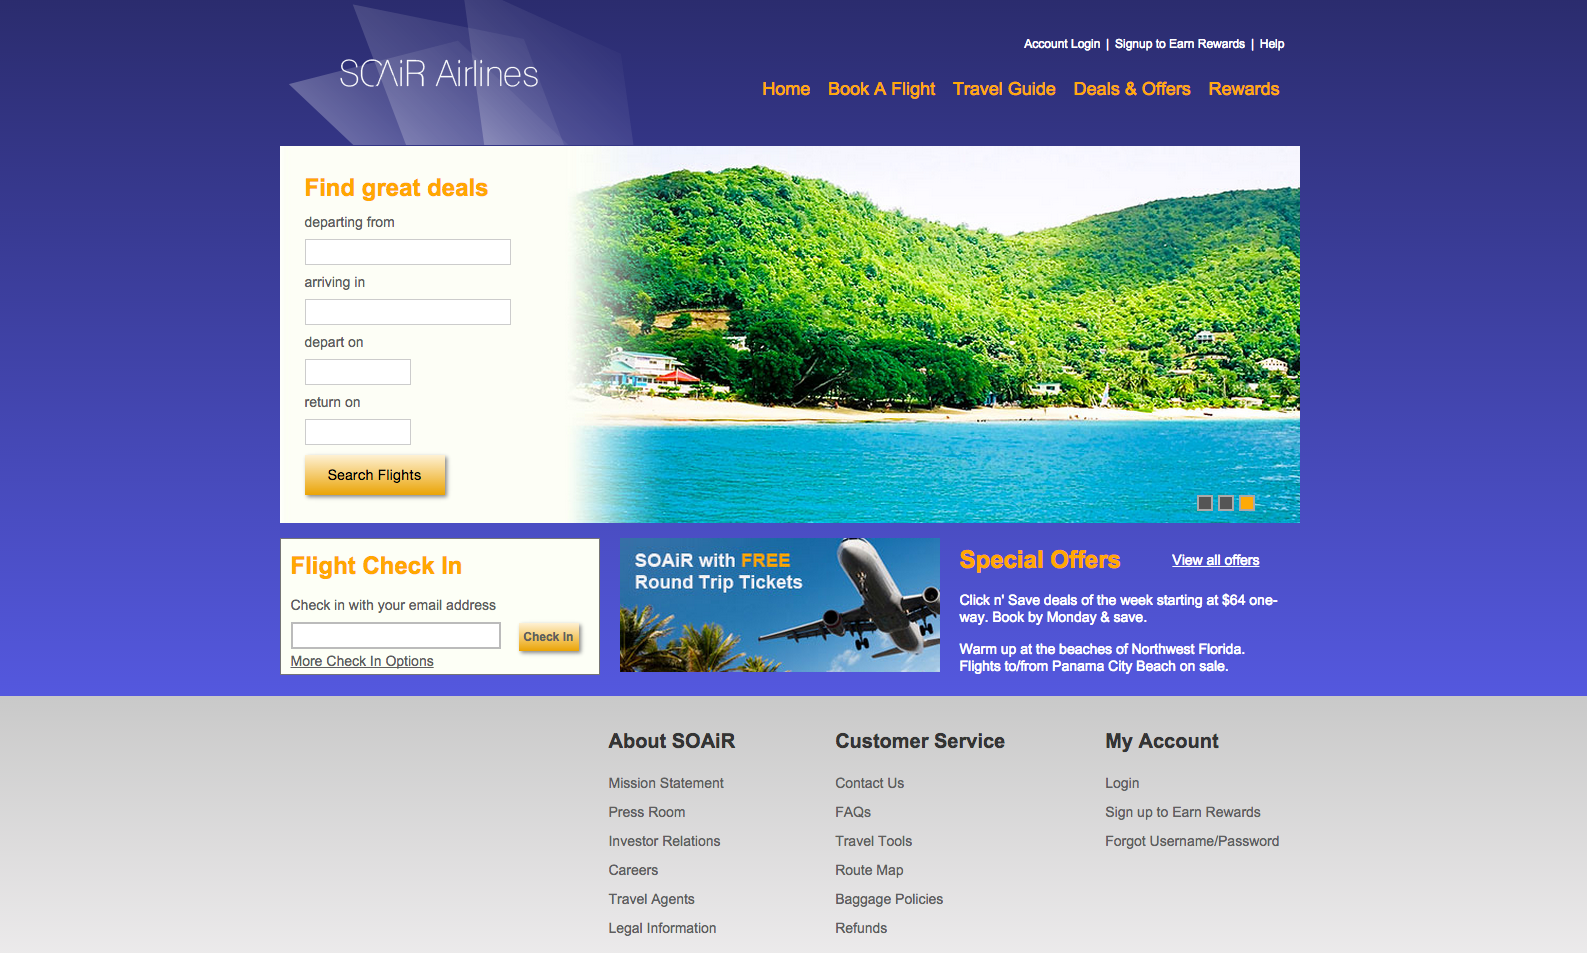 SOAiR Airlines
Account Login | Signup to Earn Rewards | Help
Home Book A Flight Travel Guide Deals & Offers Rewards
Find great deals
departing from
arriving in
depart on
return on
Search Flights
Flight Check In
Check in with your email address
Check In
More Check In Options
SOAiR with FREE
Round Trip Tickets
Special Offers
View all offers
Click n' Save deals of the week starting at $64 one-
way. Book by Monday & save.
Warm up at the beaches of Northwest Florida.
Flights to/from Panama City Beach on sale.
About SOAiR
Mission Statement
Press Room
Investor Relations
Careers
Travel Agents
Legal Information
Customer Service
Contact Us
FAQs
Travel Tools
Route Map
Baggage Policies
Refunds
My Account
Login
Sign up to Earn Rewards
Forgot Username/Password